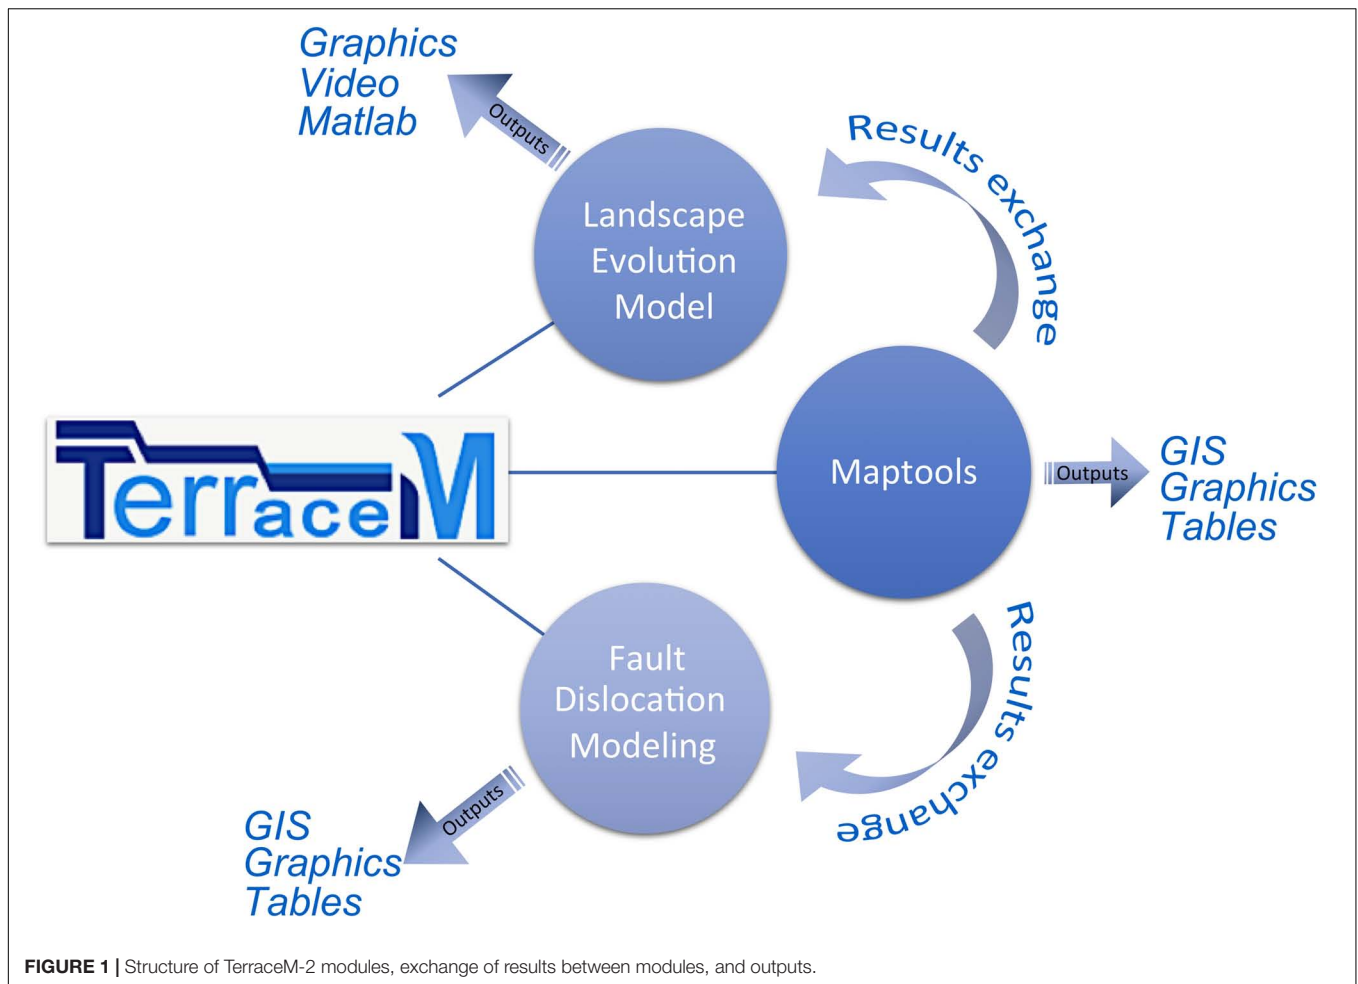 Graphics
Video
Matlab
Outputs
Landscape
Evolution
Model
Results exchange
TerraceM
Maptools
Outputs
GIS
Graphics
Tables
Fault
Dislocation
Modeling
Results exchange
Outputs
GIS
Graphics
Tables
FIGURE 1 | Structure of TerraceM-2 modules, exchange of results between modules, and outputs.